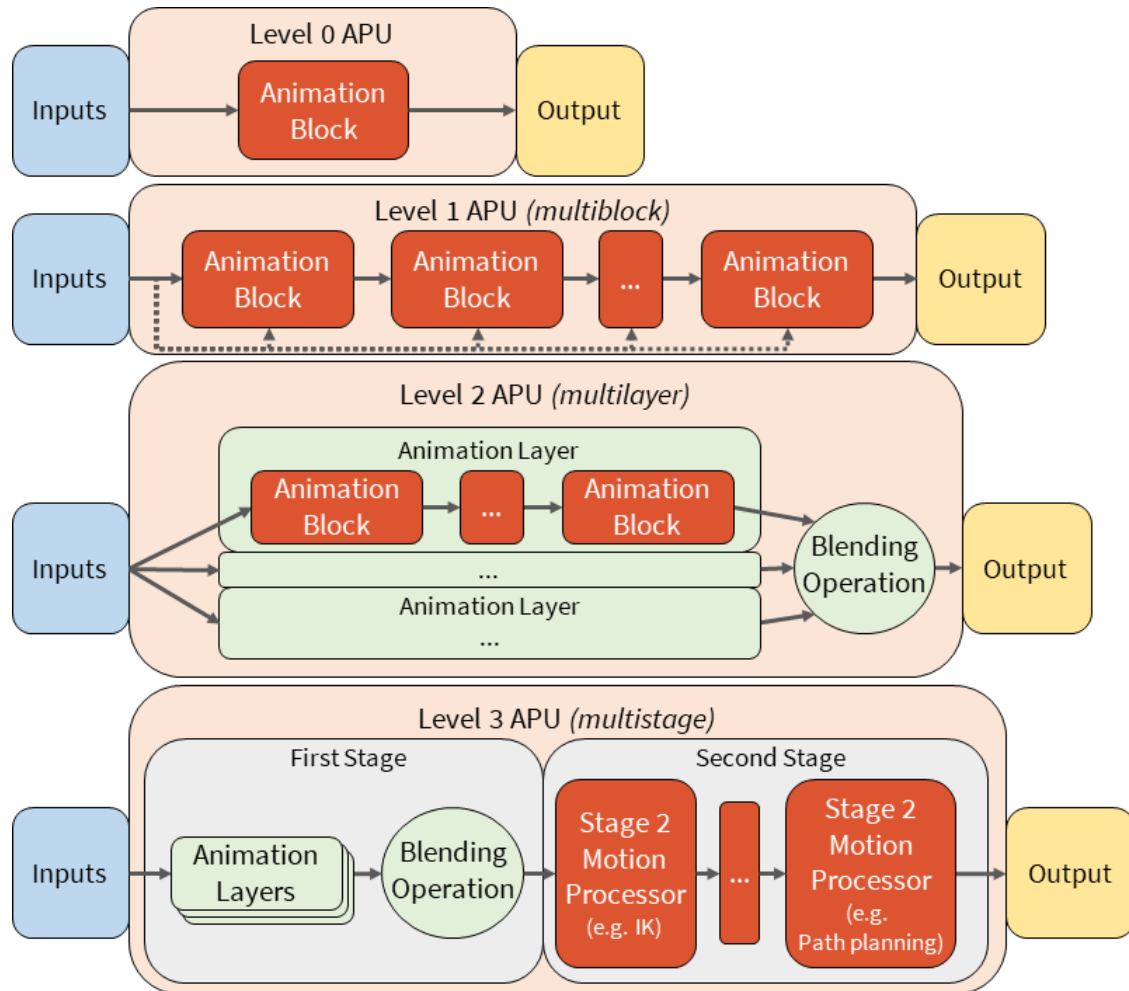 Level 0 APU
Inputs
Animation
Block
Output
Level 1 APU (multiblock)
Inputs
Animation
Block
Animation
Block
...
Animation
Block
Output
Level 2 APU (multilayer)
Animation Layer
Inputs
Animation
Block
...
Animation
Block
...
Animation Layer
...
Blending
Operation
Output
Level 3 APU (multistage)
First Stage
Second Stage
Inputs
Animation
Layers
Blending
Operation
Stage 2
Motion
Processor
(e.g. IK)
...
Stage 2
Motion
Processor
(e.g.
Path planning)
Output